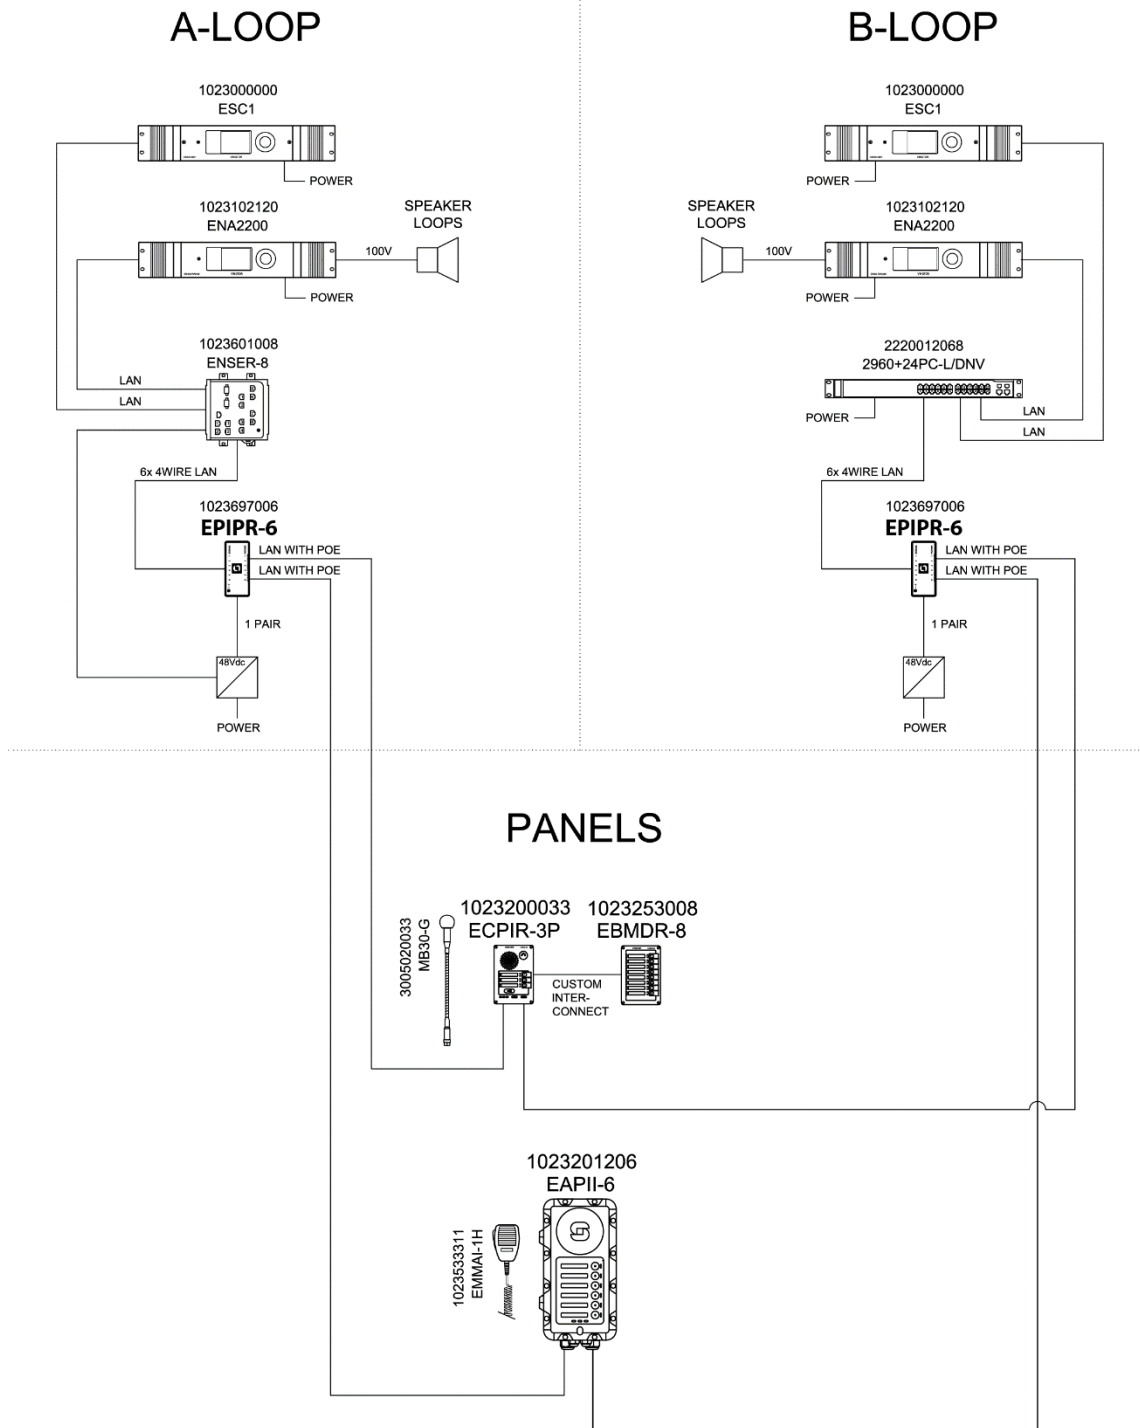 A-LOOP
B-LOOP
1023000000
ESC1
POWER
1023102120
ENA2200
100V
SPEAKER
LOOPS
POWER
1023601008
ENSER-8
LAN
LAN
6x 4WIRE LAN
1023697006
EPIPR-6
LAN WITH POE
LAN WITH POE
1 PAIR
48Vdc
POWER
1023000000
ESC1
POWER
SPEAKER
LOOPS
100V
1023102120
ENA2200
POWER
2220012068
2960+24PC-L/DNV
POWER
LAN
LAN
6x 4WIRE LAN
1023697006
EPIPR-6
LAN WITH POE
LAN WITH POE
1 PAIR
48Vdc
POWER
PANELS
3005020033
MB30-G
1023200033
ECPIR-3P
1023253008
EBMDR-8
CUSTOM
INTER-
CONNECT
1023201206
EAPII-6
1023533311
EMMAI-1H